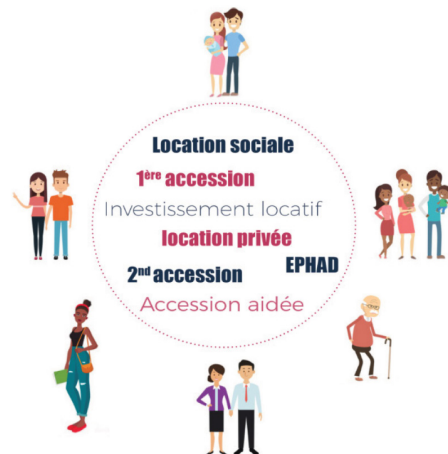 Location sociale
1ère accession
Investissement locatif
location privée
EPHAD
2nd accession
Accession aidée